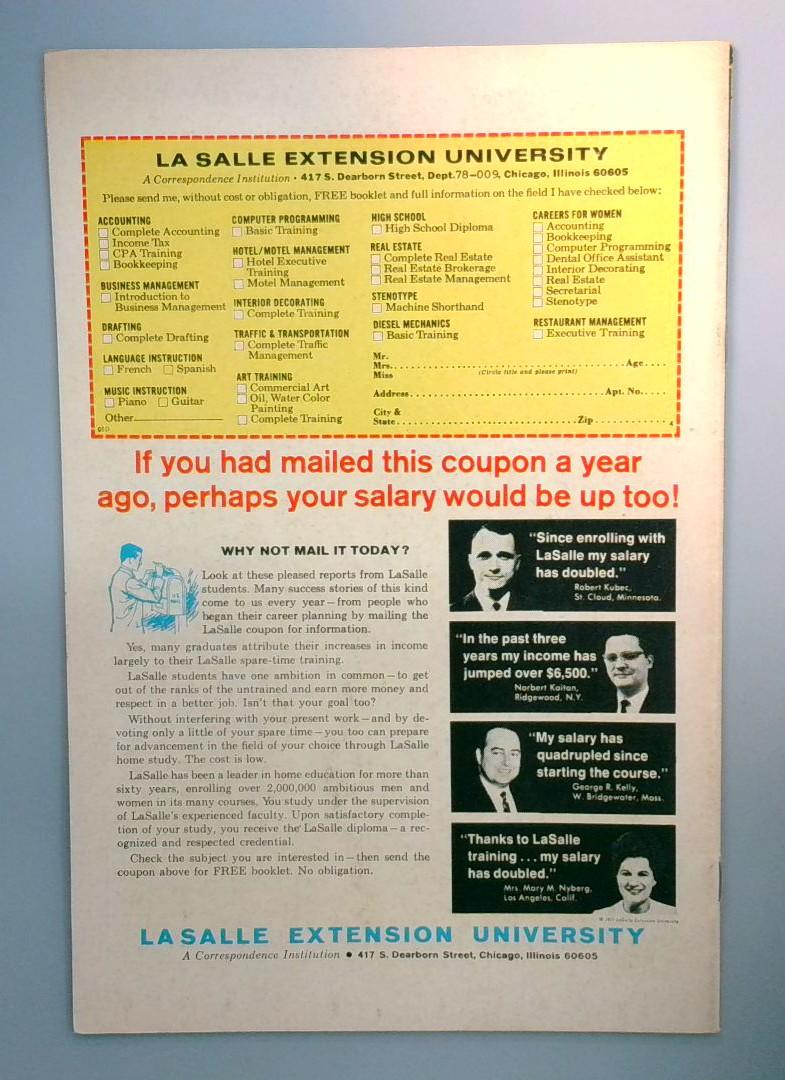 LA SALLE EXTENSION UNIVERSITY
A Correspondence Institution • 417 S. Dearborn Street, Dept.78-009, Chicago, Illinois 60605
Please send me, without cost or obligation, FREE booklet and full information on the field I have checked below:
ACCOUNTING
Complete Accounting
Income Tax
CPA Training
Bookkeeping
BUSINESS MANAGEMENT
Introduction to
Business Management
DRAFTING
Complete Drafting
LANGUAGE INSTRUCTION
French Spanish
MUSIC INSTRUCTION
Piano Guitar
Other
COMPUTER PROGRAMMING
Basic Training
HOTEL/MOTEL MANAGEMENT
Hotel Executive
Training
Motel Management
INTERIOR DECORATING
Complete Training
TRAFFIC & TRANSPORTATION
Complete Traffic
Management
ART TRAINING
Commercial Art
Oil, Water Color
Painting
Complete Training
HIGH SCHOOL
High School Diploma
REAL ESTATE
Complete Real Estate
Real Estate Brokerage
Real Estate Management
STENOTYPE
Machine Shorthand
DIESEL MECHANICS
Basic Training
CAREERS FOR WOMEN
Accounting
Bookkeeping
Computer Programming
Dental Office Assistant
Interior Decorating
Real Estate
Secretarial
Stenotype
RESTAURANT MANAGEMENT
Executive Training
Mr.
Mrs. Age
Miss (Circle title and please print)
Address Apt. No.
City &
State Zip 4
If you had mailed this coupon a year
ago, perhaps your salary would be up too!
WHY NOT MAIL IT TODAY?
Look at these pleased reports from LaSalle
students. Many success stories of this kind
come to us every year—from people who
began their career planning by mailing the
LaSalle coupon for information.
Yes, many graduates attribute their increases in income
largely to their LaSalle spare-time training.
LaSalle students have one ambition in common—to get
out of the ranks of the untrained and earn more money and
respect in a better job. Isn't that your goal too?
Without interfering with your present work—and by de-
voting only a little of your spare time—you too can prepare
for advancement in the field of your choice through LaSalle
home study. The cost is low.
LaSalle has been a leader in home education for more than
sixty years, enrolling over 2,000,000 ambitious men and
women in its many courses. You study under the supervision
of LaSalle's experienced faculty. Upon satisfactory comple-
tion of your study, you receive the LaSalle diploma—a rec-
ognized and respected credential.
Check the subject you are interested in—then send the
coupon above for FREE booklet. No obligation.
"Since enrolling with
LaSalle my salary
has doubled."
Robert Kubec,
St. Cloud, Minnesota.
"In the past three
years my income has
jumped over $6,500."
Norbert Kaitan,
Ridgewood, N.Y.
"My salary has
quadrupled since
starting the course."
George R. Kelly,
W. Bridgewater, Mass.
"Thanks to LaSalle
training...my salary
has doubled."
Mrs. Mary M. Nyberg,
Los Angeles, Calif.
LaSalle Extension University
LA SALLE EXTENSION UNIVERSITY
A Correspondence Institution • 417 S. Dearborn Street, Chicago, Illinois 60605